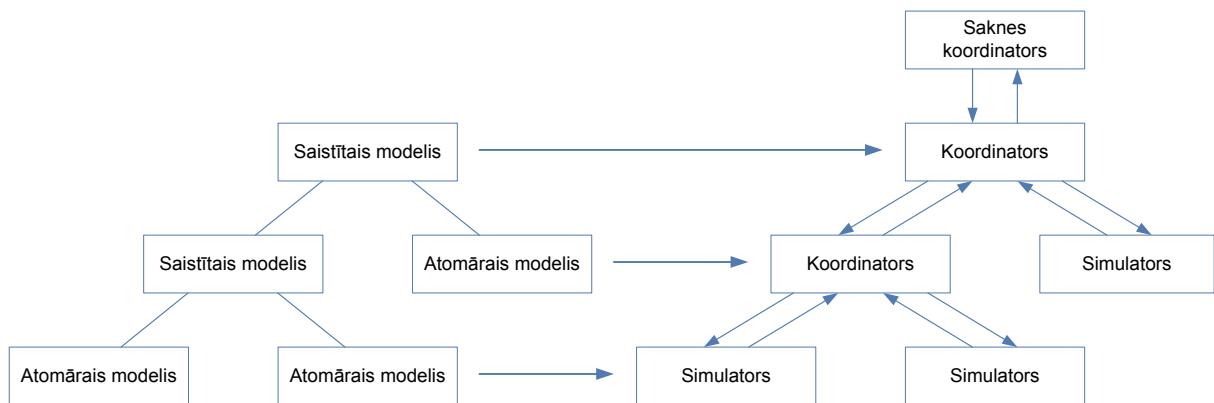 Saknes
koordinators
Saistītais modelis
Koordinators
Saistītais modelis
Atomārais modelis
Koordinators
Simulators
Atomārais modelis
Atomārais modelis
Simulators
Simulators